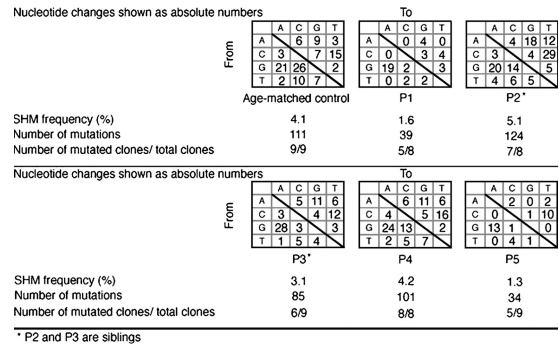 Nucleotide changes shown as absolute numbers To
From
A C G T
A 6 9 3
C 3 7 15
G 21 26 2
T 2 10 7
Age-matched control
A C G T
A 0 4 0
C 0 3 4
G 19 2 3
T 0 2 2
P1
A C G T
A 4 18 12
C 3 4 29
G 20 14 5
T 4 6 5
P2*
SHM frequency (%) 4.1 1.6 5.1
Number of mutations 111 39 124
Number of mutated clones/ total clones 9/9 5/8 7/8
Nucleotide changes shown as absolute numbers To
From
A C G T
A 5 11 6
C 3 4 12
G 28 3 3
T 1 5 4
P3*
A C G T
A 6 11 6
C 4 5 16
G 24 13 2
T 2 5 7
P4
A C G T
A 2 0 2
C 0 1 10
G 13 1 0
T 0 4 1
P5
SHM frequency (%) 3.1 4.2 1.3
Number of mutations 85 101 34
Number of mutated clones/ total clones 6/9 8/8 5/9
* P2 and P3 are siblings